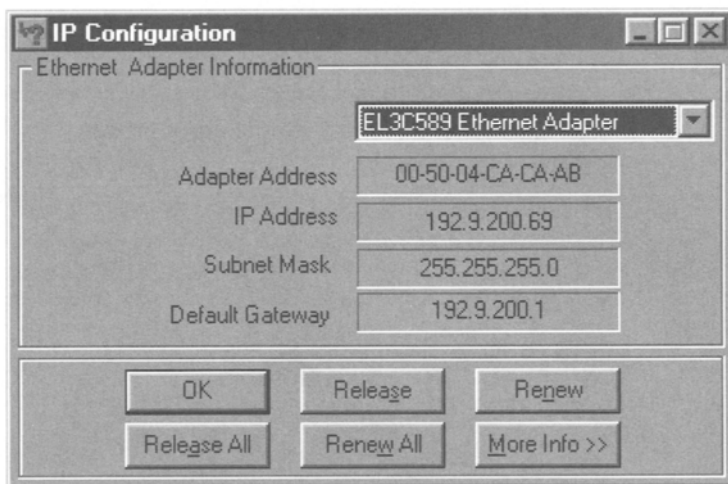 IP Configuration
Ethernet Adapter Information
EL3C589 Ethernet Adapter
Adapter Address 00-50-04-CA-CA-AB
IP Address 192.9.200.69
Subnet Mask 255.255.255.0
Default Gateway 192.9.200.1
OK Release Renew
Release All Renew All More Info >>